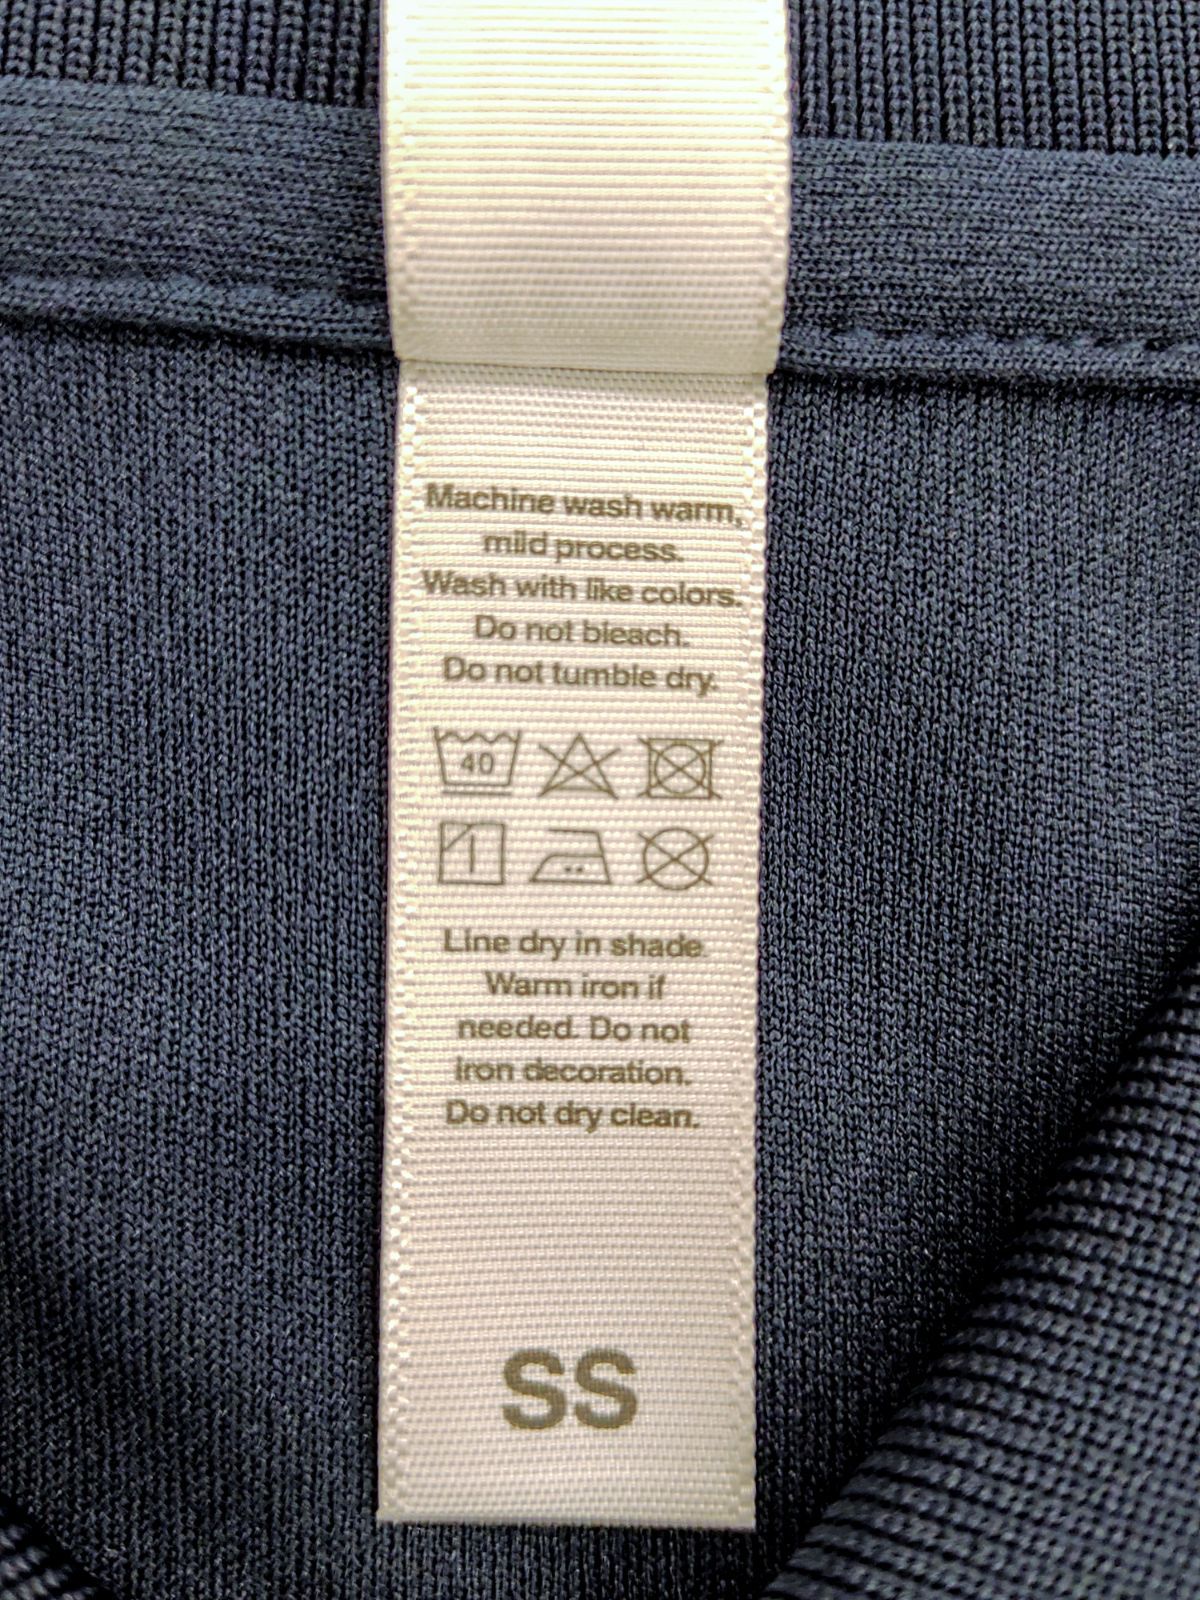 Machine wash warm,
mild process.
Wash with like colors.
Do not bleach.
Do not tumble dry.
40
Line dry in shade.
Warm iron if
needed. Do not
iron decoration.
Do not dry clean.
SS